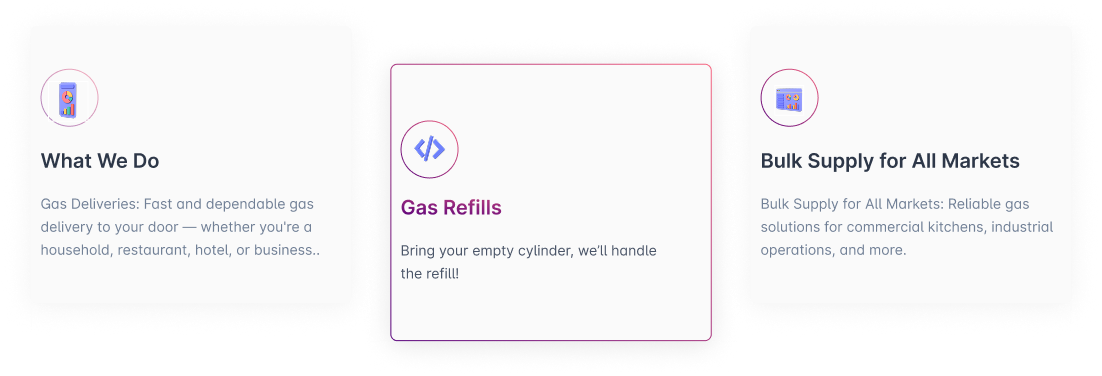 What We Do
Gas Deliveries: Fast and dependable gas
delivery to your door — whether you're a
household, restaurant, hotel, or business..
Gas Refills
Bring your empty cylinder, we’ll handle
the refill!
Bulk Supply for All Markets
Bulk Supply for All Markets: Reliable gas
solutions for commercial kitchens, industrial
operations, and more.